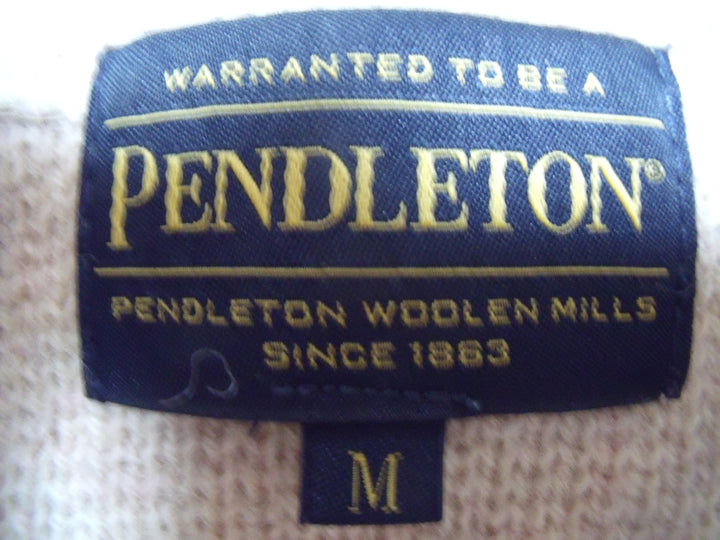 WARRANTED TO BE A
PENDLETON®
PENDLETON WOOLEN MILLS
SINCE 1863
M